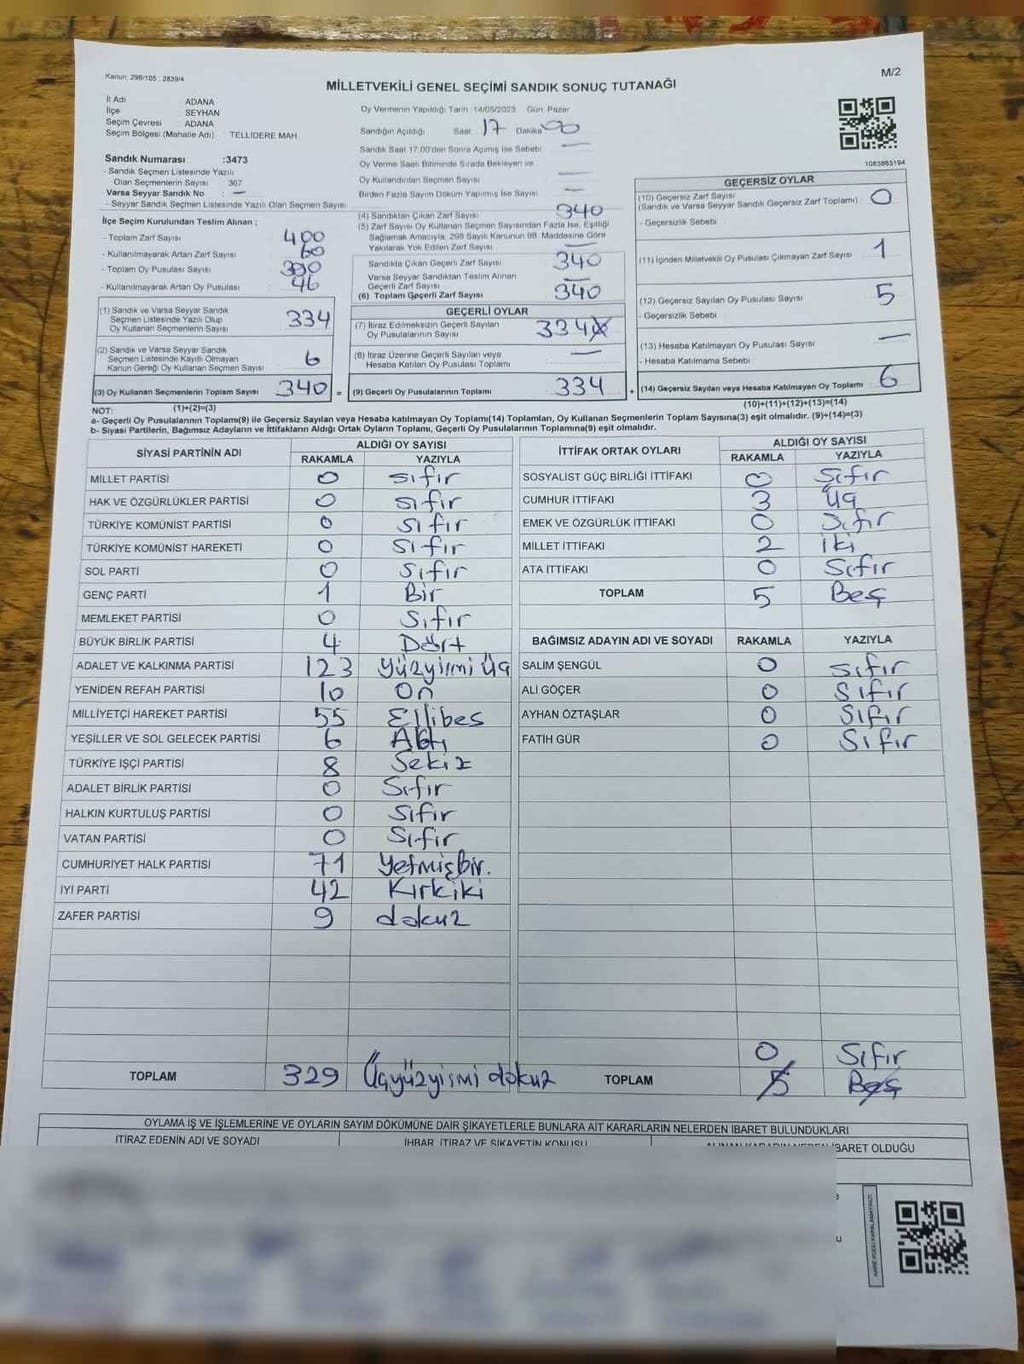 Kanun: 298/105 . 2839/4
M/2
MİLLETVEKİLİ GENEL SEÇİMİ SANDIK SONUÇ TUTANAĞI
İl Adı ADANA
İlçe SEYHAN
Seçim Çevresi ADANA
Seçim Bölgesi (Mahalle Adı) TELLİDERE MAH.
Sandık Numarası :3473
- Sandık Seçmen Listesinde Yazılı
Olan Seçmenlerin Sayısı 367
Varsa Seyyar Sandık No : —
- Seyyar Sandık Seçmen Listesinde Yazılı Olan Seçmen Sayısı
İlçe Seçim Kurulundan Teslim Alınan ;
- Toplam Zarf Sayısı 400
- Kullanılmayarak Artan Zarf Sayısı 60
- Toplam Oy Pusulası Sayısı
- Kullanılmayarak Artan Oy Pusulası 46
Oy Vermenin Yapıldığı Tarih : 14/05/2023 Gün: Pazar
Sandığın Açıldığı Saat 17 Dakika 00
Sandık Saat 17:00'den Sonra Açılmış İse Sebebi —
Oy Verme Saati Bitiminde Sırada Bekleyen ve
Oy Kullandırılan Seçmen Sayısı —
Birden Fazla Sayım Döküm Yapılmış İse Sayısı —
(4) Sandıktan Çıkan Zarf Sayısı 340
(5) Zarf Sayısı Oy Kullanan Seçmen Sayısından Fazla İse, Eşitliği
Sağlamak Amacıyla, 298 Sayılı Kanunun 98. Maddesine Göre
Yakılarak Yok Edilen Zarf Sayısı —
Sandıkta Çıkan Geçerli Zarf Sayısı 340
Varsa Seyyar Sandıktan Teslim Alınan
Geçerli Zarf Sayısı —
(6) Toplam Geçerli Zarf Sayısı 340
1083863194
GEÇERSİZ OYLAR
(10) Geçersiz Zarf Sayısı
(Sandık ve Varsa Seyyar Sandık Geçersiz Zarf Toplamı) 0
- Geçersizlik Sebebi
(11) İçinden Milletvekili Oy Pusulası Çıkmayan Zarf Sayısı 1
(12) Geçersiz Sayılan Oy Pusulası Sayısı 5
- Geçersizlik Sebebi
(13) Hesaba Katılmayan Oy Pusulası Sayısı —
- Hesaba Katılmama Sebebi
(14) Geçersiz Sayılan veya Hesaba Katılmayan Oy Toplamı 6
(10)+(11)+(12)+(13)=(14)
(1) Sandık ve Varsa Seyyar Sandık
Seçmen Listesinde Yazılı Olup
Oy Kullanan Seçmenlerin Sayısı 334
(2) Sandık ve Varsa Seyyar Sandık
Seçmen Listesinde Kayıtlı Olmayan
Kanun Gereği Oy Kullanan Seçmen Sayısı 6
(3) Oy Kullanan Seçmenlerin Toplam Sayısı 340 =
(1)+(2)=(3)
GEÇERLİ OYLAR
(7) İtiraz Edilmeksizin Geçerli Sayılan
Oy Pusulalarının Sayısı 334
(8) İtiraz Üzerine Geçerli Sayılan veya
Hesaba Katılan Oy Pusulaları Toplamı —
(9) Geçerli Oy Pusulalarının Toplamı 334 +
NOT:
a- Geçerli Oy Pusulalarının Toplamı(9) ile Geçersiz Sayılan veya Hesaba katılmayan Oy Toplamı(14) Toplamları, Oy Kullanan Seçmenlerin Toplam Sayısına(3) eşit olmalıdır. (9)+(14)=(3)
b- Siyasi Partilerin, Bağımsız Adayların ve İttifakların Aldığı Ortak Oyların Toplamı, Geçerli Oy Pusulalarının Toplamına(9) eşit olmalıdır.
SİYASİ PARTİNİN ADI ALDIĞI OY SAYISI
RAKAMLA YAZIYLA
MİLLET PARTİSİ 0 sıfır
HAK VE ÖZGÜRLÜKLER PARTİSİ 0 sıfır
TÜRKİYE KOMÜNİST PARTİSİ 0 sıfır
TÜRKİYE KOMÜNİST HAREKETİ 0 sıfır
SOL PARTİ 0 sıfır
GENÇ PARTİ 1 Bir
MEMLEKET PARTİSİ 0 Sıfır
BÜYÜK BİRLİK PARTİSİ 4 Dört
ADALET VE KALKINMA PARTİSİ 123 Yüzyirmi Üç
YENİDEN REFAH PARTİSİ 10 On
MİLLİYETÇİ HAREKET PARTİSİ 55 Ellibes
YEŞİLLER VE SOL GELECEK PARTİSİ 6 Altı
TÜRKİYE İŞÇİ PARTİSİ 8 Sekiz
ADALET BİRLİK PARTİSİ 0 Sıfır
HALKIN KURTULUŞ PARTİSİ 0 Sıfır
VATAN PARTİSİ 0 Sıfır
CUMHURİYET HALK PARTİSİ 71 Yetmişbir.
İYİ PARTİ 42 Kırkiki
ZAFER PARTİSİ 9 dokuz
TOPLAM 329 Üçyüzyirmi dokuz
İTTİFAK ORTAK OYLARI ALDIĞI OY SAYISI
RAKAMLA YAZIYLA
SOSYALİST GÜÇ BİRLİĞİ İTTİFAKI 0 Sıfır
CUMHUR İTTİFAKI 3 Üç
EMEK VE ÖZGÜRLÜK İTTİFAKI 0 Sıfır
MİLLET İTTİFAKI 2 iki
ATA İTTİFAKI 0 Sıfır
TOPLAM 5 Beş
BAĞIMSIZ ADAYIN ADI VE SOYADI RAKAMLA YAZIYLA
SALİM ŞENGÜL 0 Sıfır
ALİ GÖÇER 0 Sıfır
AYHAN ÖZTAŞLAR 0 Sıfır
FATİH GÜR 0 Sıfır
0 Sıfır
TOPLAM 5 Beş
OYLAMA İŞ VE İŞLEMLERİNE VE OYLARIN SAYIM DÖKÜMÜNE DAİR ŞİKAYETLERLE BUNLARA AİT KARARLARIN NELERDEN İBARET BULUNDUKLARI
İTİRAZ EDENİN ADI VE SOYADI İHBAR, İTİRAZ VE ŞİKAYETİN KONUSU ALINAN KARARIN NEDEN İBARET OLDUĞU